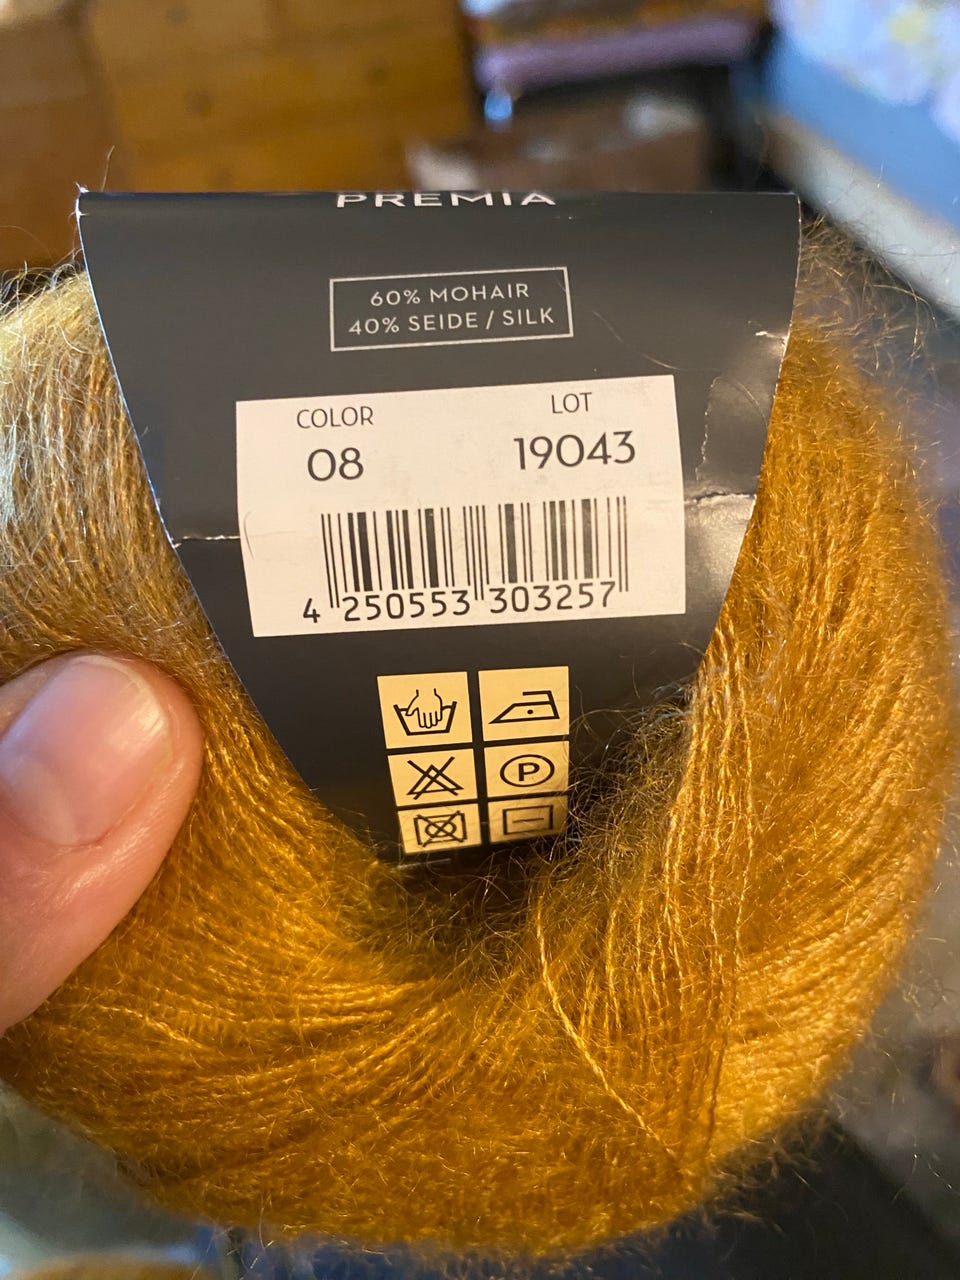 PREMIA
60% MOHAIR
40% SEIDE / SILK
COLOR LOT
08 19043
4 250553 303257
P